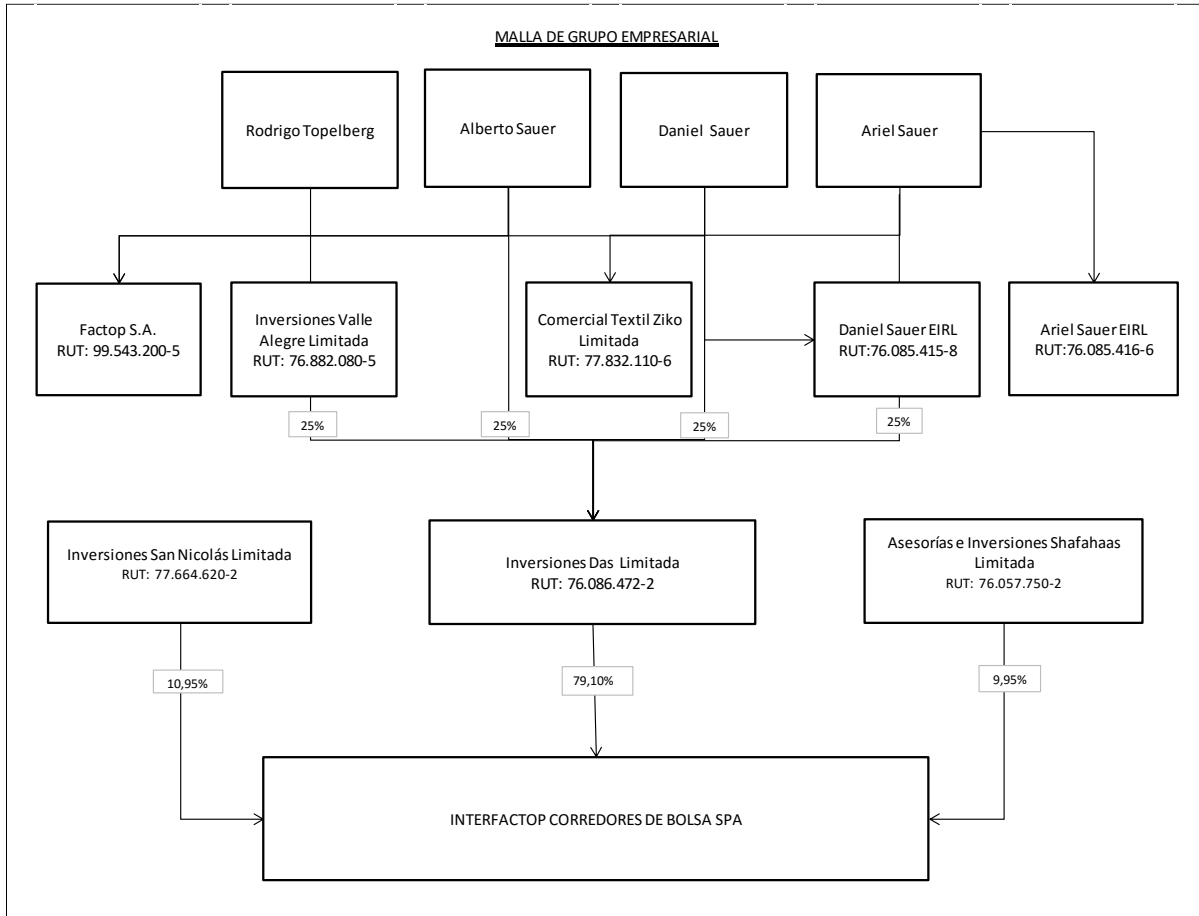 MALLA DE GRUPO EMPRESARIAL
Rodrigo Topelberg
Alberto Sauer
Daniel Sauer
Ariel Sauer
Factop S.A.
RUT: 99.543.200-5
Inversiones Valle
Alegre Limitada
RUT: 76.882.080-5
Comercial Textil Ziko
Limitada
RUT: 77.832.110-6
Daniel Sauer EIRL
RUT:76.085.415-8
Ariel Sauer EIRL
RUT:76.085.416-6
25%
25%
25%
25%
Inversiones San Nicolás Limitada
RUT: 77.664.620-2
Inversiones Das Limitada
RUT: 76.086.472-2
Asesorías e Inversiones Shafahaas
Limitada
RUT: 76.057.750-2
10,95%
79,10%
9,95%
INTERFACTOP CORREDORES DE BOLSA SPA